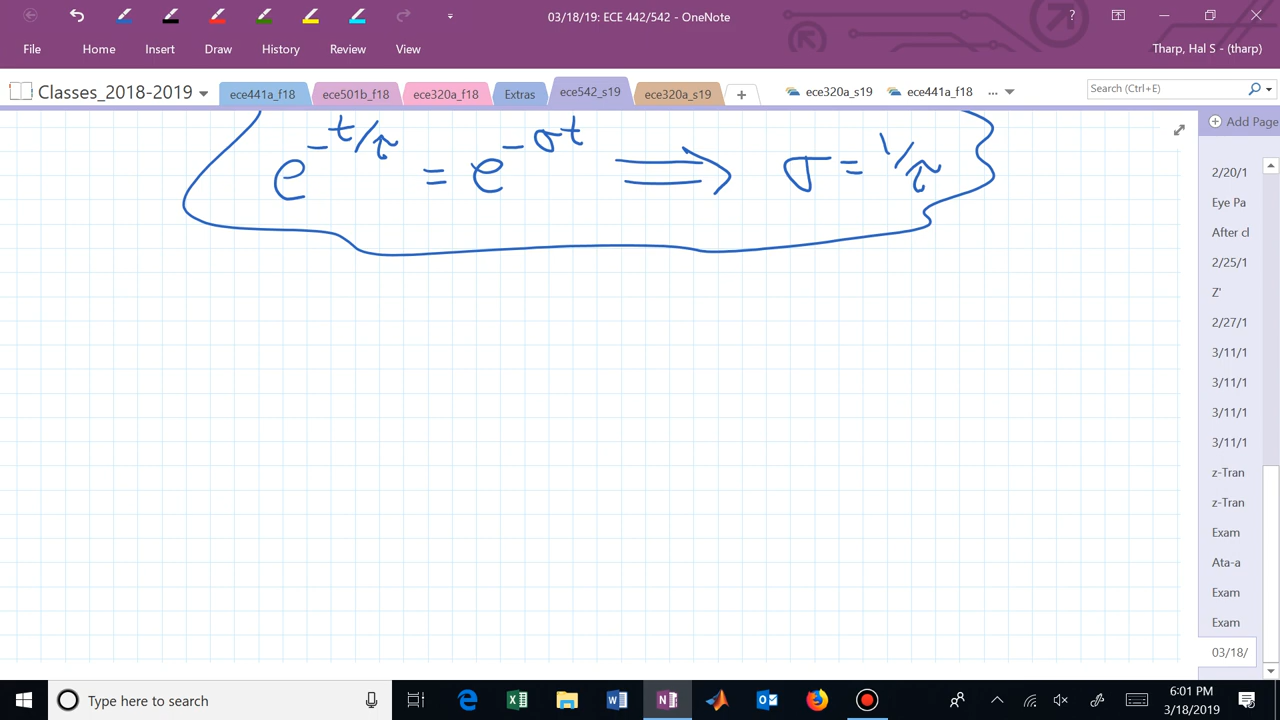 03/18/19: ECE 442/542 - OneNote
?
File Home Insert Draw History Review View
Tharp, Hal S - (tharp)
Classes_2018-2019
ece441a_f18
ece501b_f18
ece320a_f18
Extras
ece542_s19
ece320a_s19
+
ece320a_s19
ece441a_f18
...
Search (Ctrl+E)
e^{-t/τ} = e^{-σt} ⟹ σ = 1/τ
Add Page
2/20/1
Eye Pa
After cl
2/25/1
Z'
2/27/1
3/11/1
3/11/1
3/11/1
3/11/1
z-Tran
z-Tran
Exam
Ata-a
Exam
Exam
03/18/
Type here to search
6:01 PM
3/18/2019